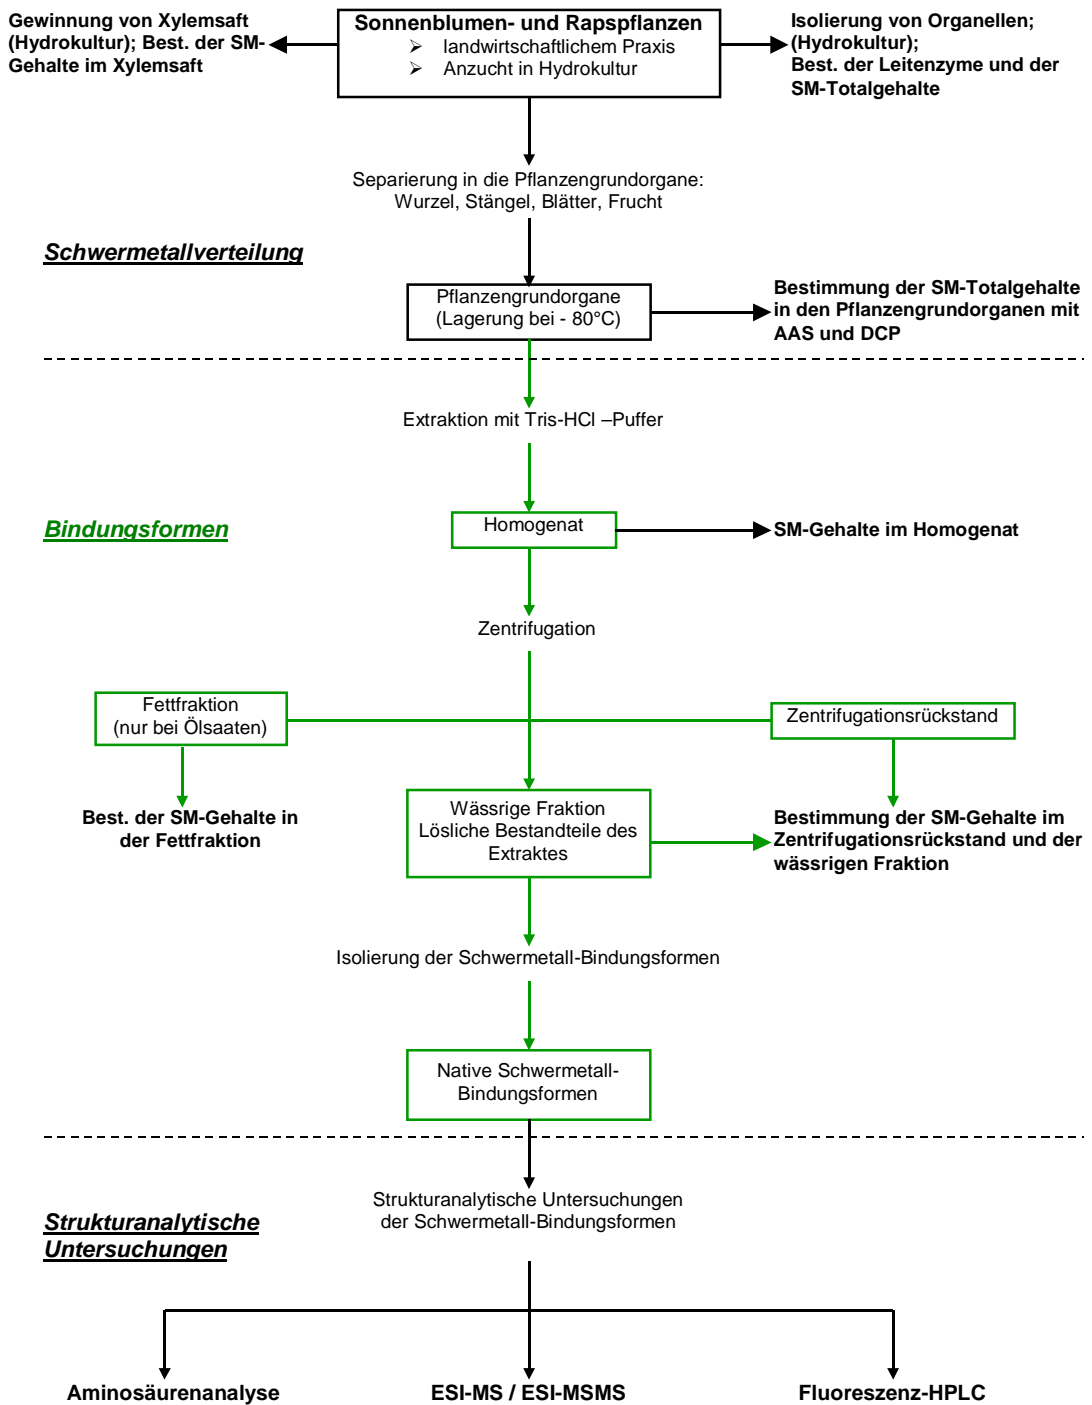 Gewinnung von Xylemsaft
(Hydrokultur); Best. der SM-
Gehalte im Xylemsaft
Sonnenblumen- und Rapspflanzen
➢ landwirtschaftlichem Praxis
➢ Anzucht in Hydrokultur
Isolierung von Organellen;
(Hydrokultur);
Best. der Leitenzyme und der
SM-Totalgehalte
Separierung in die Pflanzengrundorgane:
Wurzel, Stängel, Blätter, Frucht
Schwermetallverteilung
Pflanzengrundorgane
(Lagerung bei - 80°C)
Bestimmung der SM-Totalgehalte
in den Pflanzengrundorganen mit
AAS und DCP
Extraktion mit Tris-HCl –Puffer
Bindungsformen
Homogenat
SM-Gehalte im Homogenat
Zentrifugation
Fettfraktion
(nur bei Ölsaaten)
Zentrifugationsrückstand
Best. der SM-Gehalte in
der Fettfraktion
Wässrige Fraktion
Lösliche Bestandteile des
Extraktes
Bestimmung der SM-Gehalte im
Zentrifugationsrückstand und der
wässrigen Fraktion
Isolierung der Schwermetall-Bindungsformen
Native Schwermetall-
Bindungsformen
Strukturanalytische Untersuchungen
der Schwermetall-Bindungsformen
Strukturanalytische
Untersuchungen
Aminosäurenanalyse
ESI-MS / ESI-MSMS
Fluoreszenz-HPLC